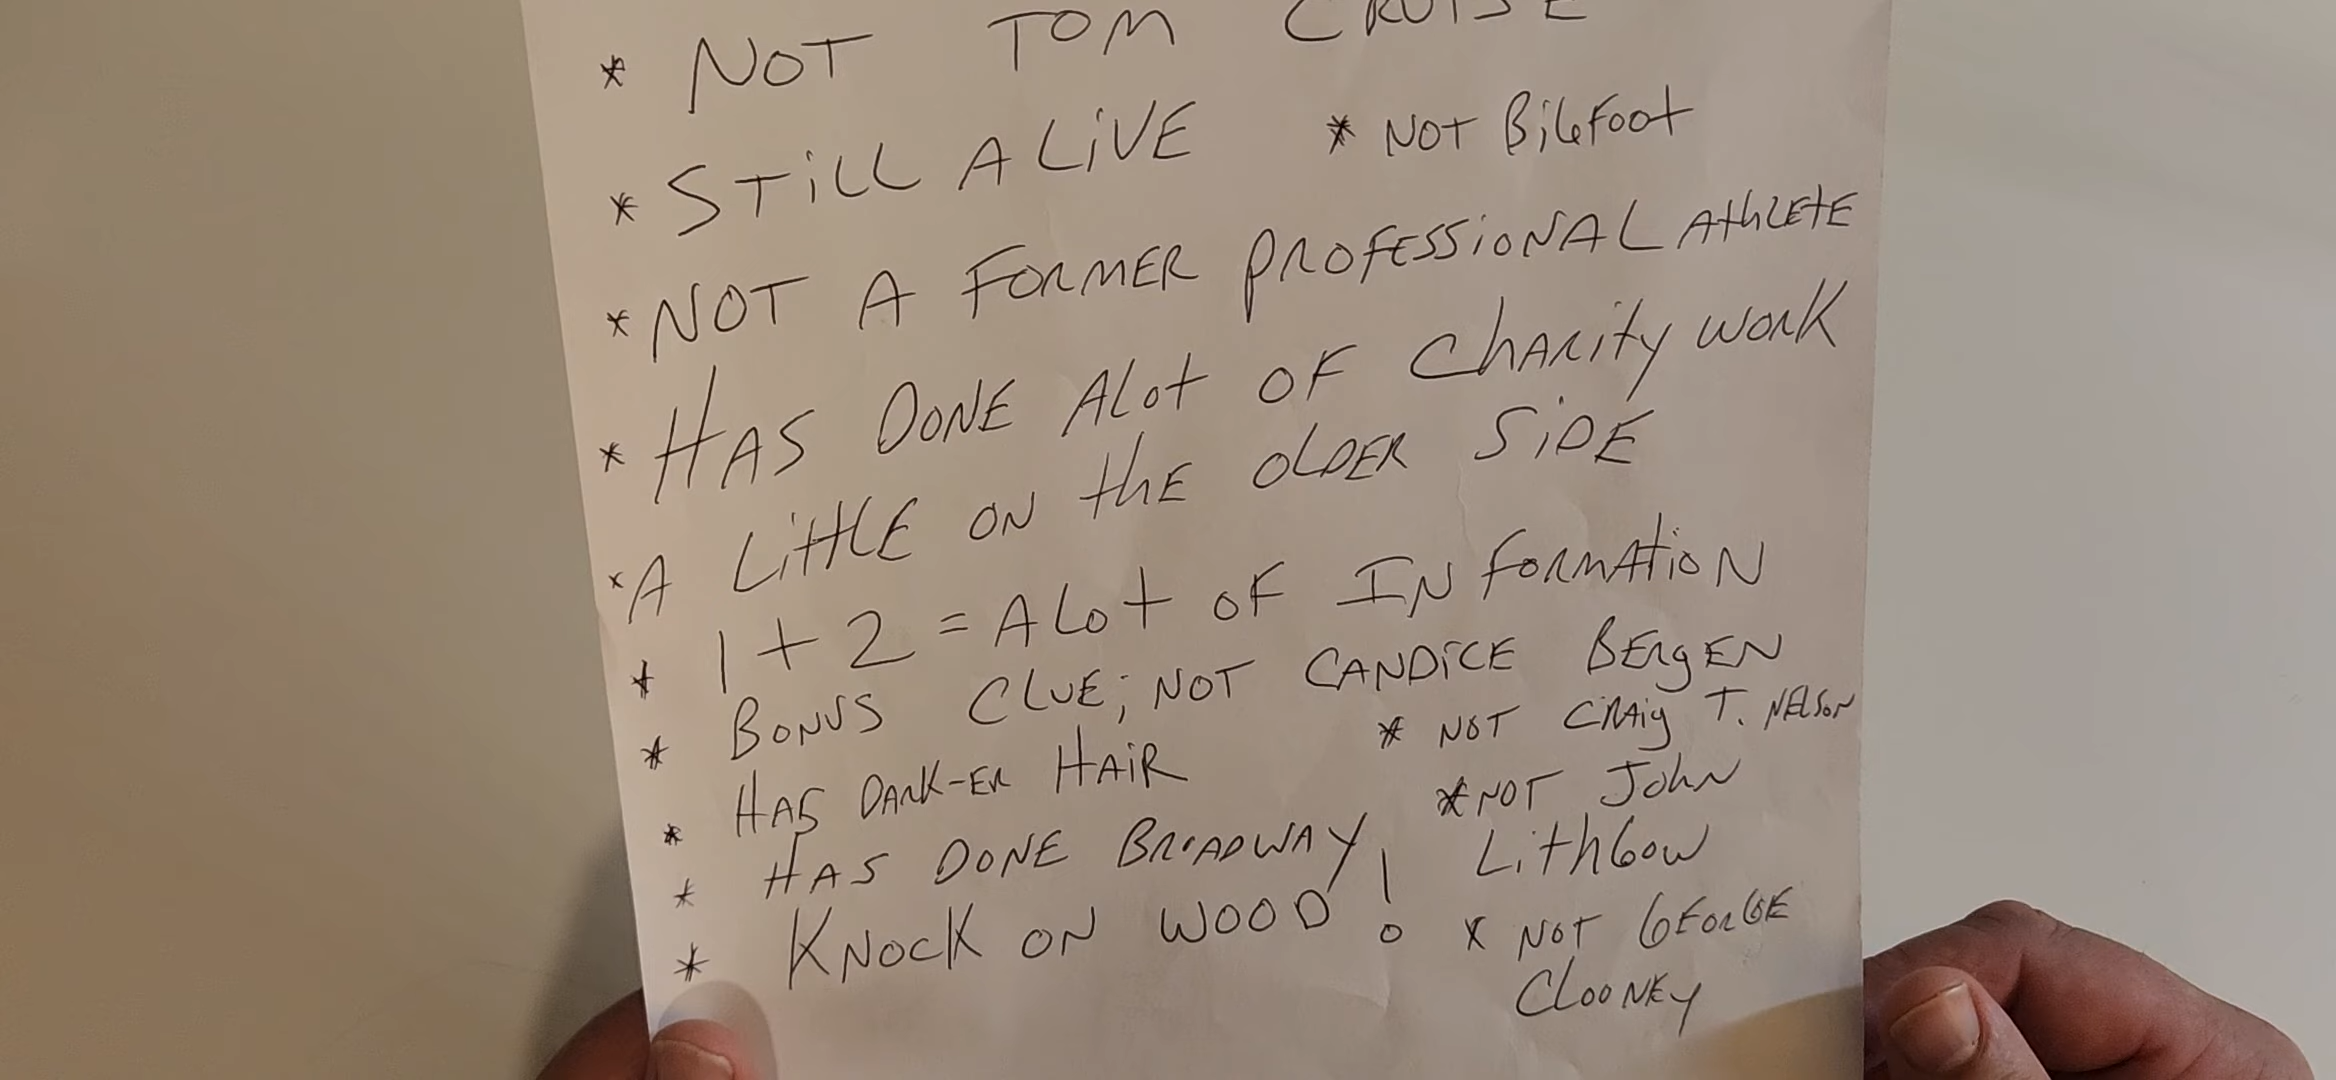 * NOT TOM CRUISE
* STILL ALIVE * NOT BIGFOOT
* NOT A FORMER PROFESSIONAL AthLEtE
* HAS DONE ALot OF ChARity WORK
* A LittLE ON thE OLDER SiDE
* 1 + 2 = A Lot OF INFORMAtioN
* BONUS CLUE; NOT CANDiCE BERgEN
* HAS DARK-ER HAiR * NOT CRAig T. NELSON
* HAS DONE BROADWAY * NOT JohN LithGow
* KNOCK ON WOOD! * NOT GEORGE CLOONEY